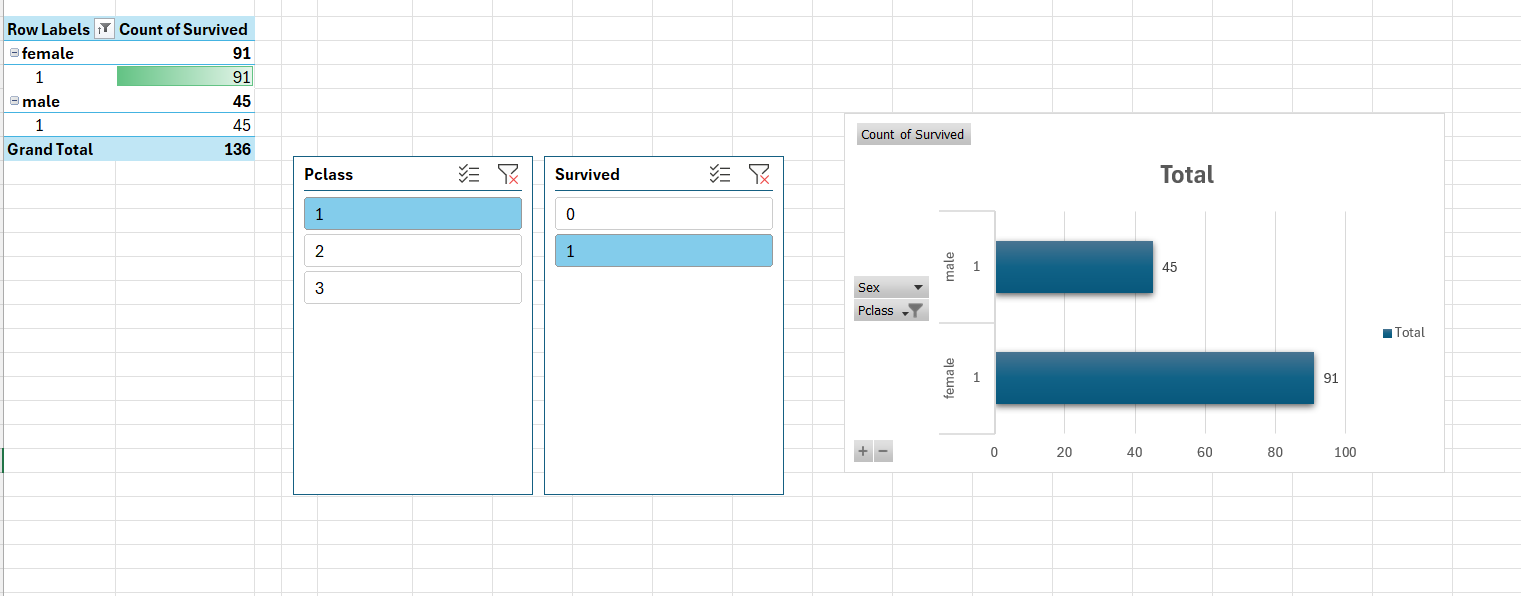 Row Labels Count of Survived
female 91
1 91
male 45
1 45
Grand Total 136
Pclass
1
2
3
Survived
0
1
Count of Survived
Total
male 1 45
Sex
Pclass
female 1 91
Total
+ −
0 20 40 60 80 100